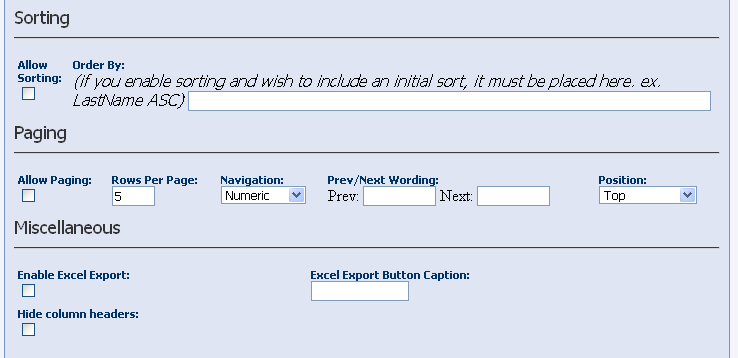 Sorting
Allow Sorting:
Order By:
(if you enable sorting and wish to include an initial sort, it must be placed here. ex.
LastName ASC)
Paging
Allow Paging: Rows Per Page: Navigation: Prev/Next Wording: Position:
5 Numeric Prev: Next: Top
Miscellaneous
Enable Excel Export: Excel Export Button Caption:
Hide column headers: